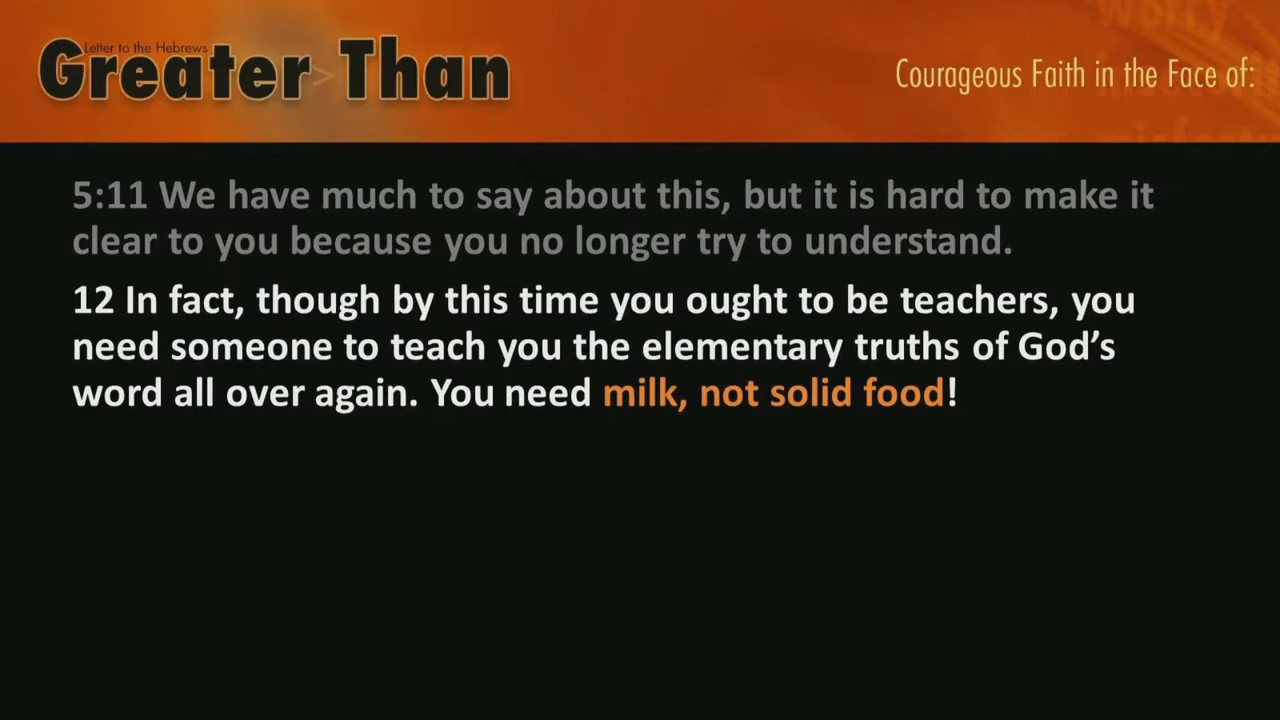 Letter to the Hebrews
Greater > Than
Courageous Faith in the Face of:
worry
5:11 We have much to say about this, but it is hard to make it
clear to you because you no longer try to understand.
12 In fact, though by this time you ought to be teachers, you
need someone to teach you the elementary truths of God’s
word all over again. You need milk, not solid food!